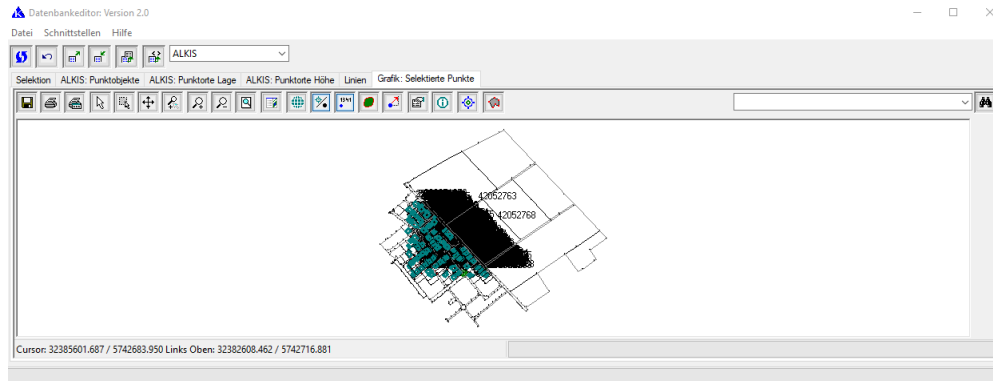 Datenbankeditor: Version 2.0
Datei Schnittstellen Hilfe
ALKIS
Selektion ALKIS: Punktobjekte ALKIS: Punktorte Lage ALKIS: Punktorte Höhe Linien Grafik: Selektierte Punkte
1341
42052763
42052768
Cursor: 32385601.687 / 5742683.950 Links Oben: 32382608.462 / 5742716.881